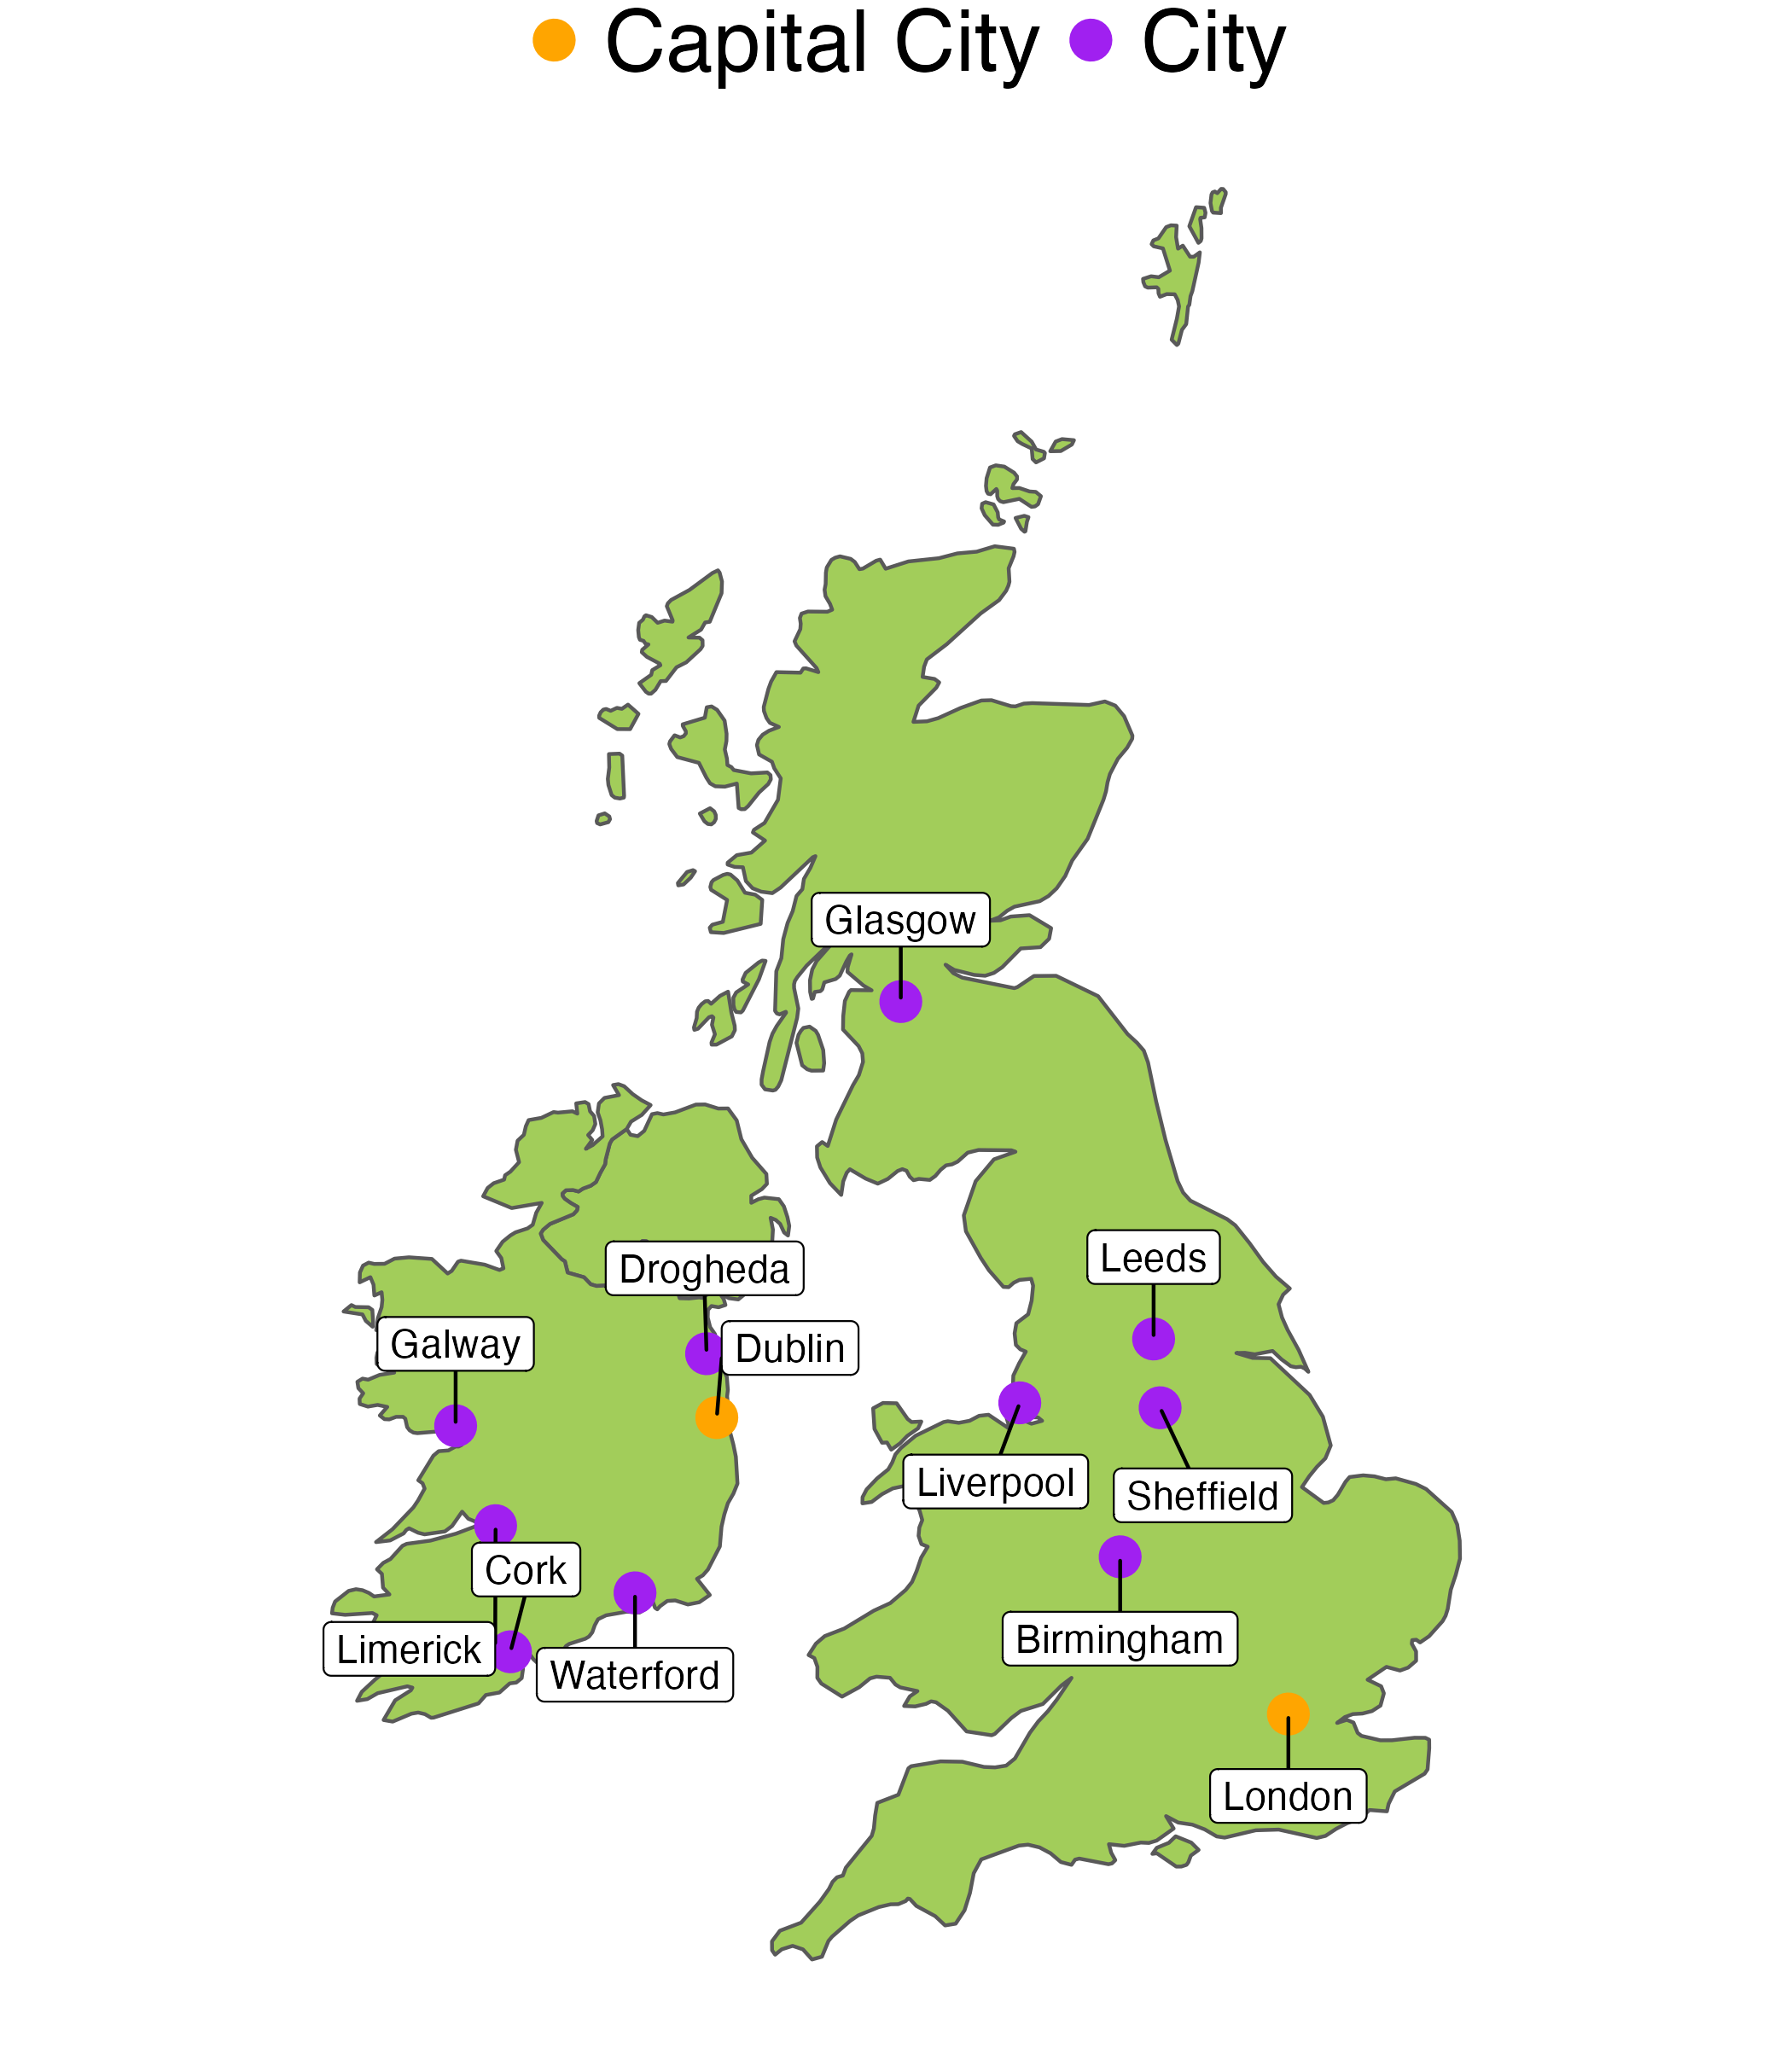 Capital City City
Glasgow
Leeds
Drogheda
Galway
Dublin
Liverpool
Sheffield
Cork
Birmingham
Limerick
Waterford
London